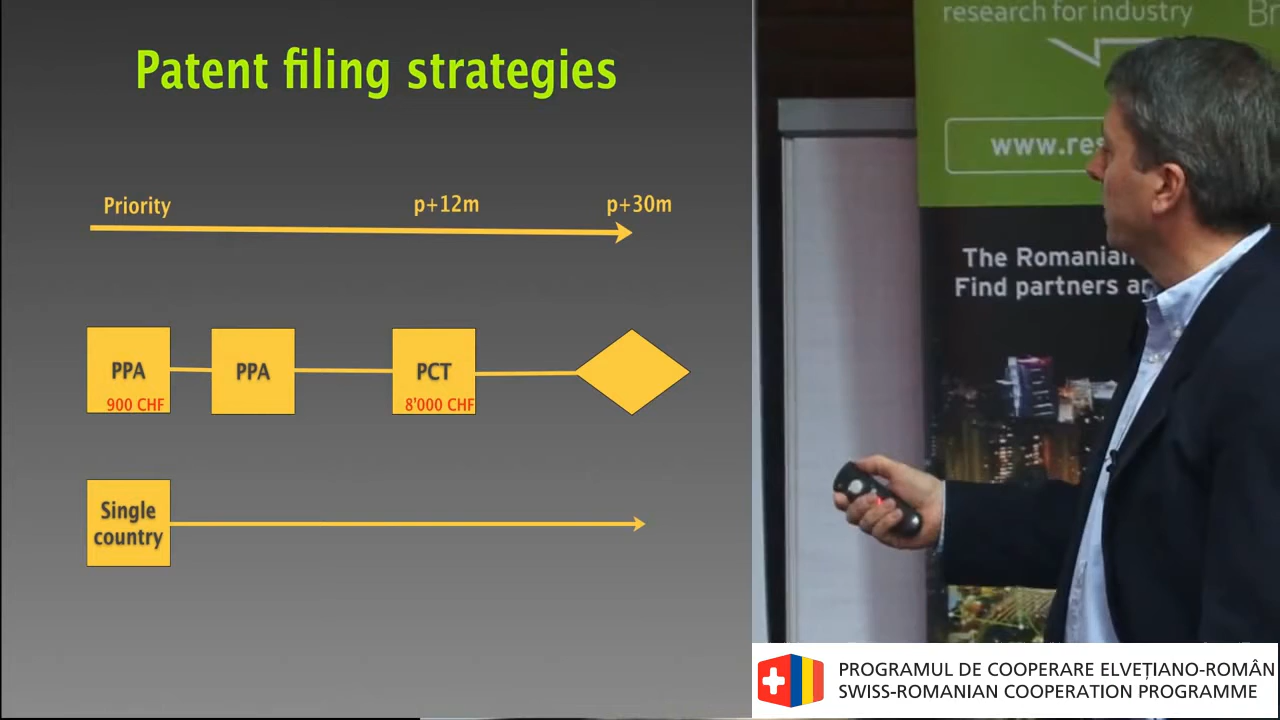 Patent filing strategies
Priority
p+12m
p+30m
PPA
900 CHF
PPA
PCT
8'000 CHF
Single
country
research for industry
www.res
The Romanian
Find partners
PROGRAMUL DE COOPERARE ELVEȚIANO-ROMÂN
SWISS-ROMANIAN COOPERATION PROGRAMME